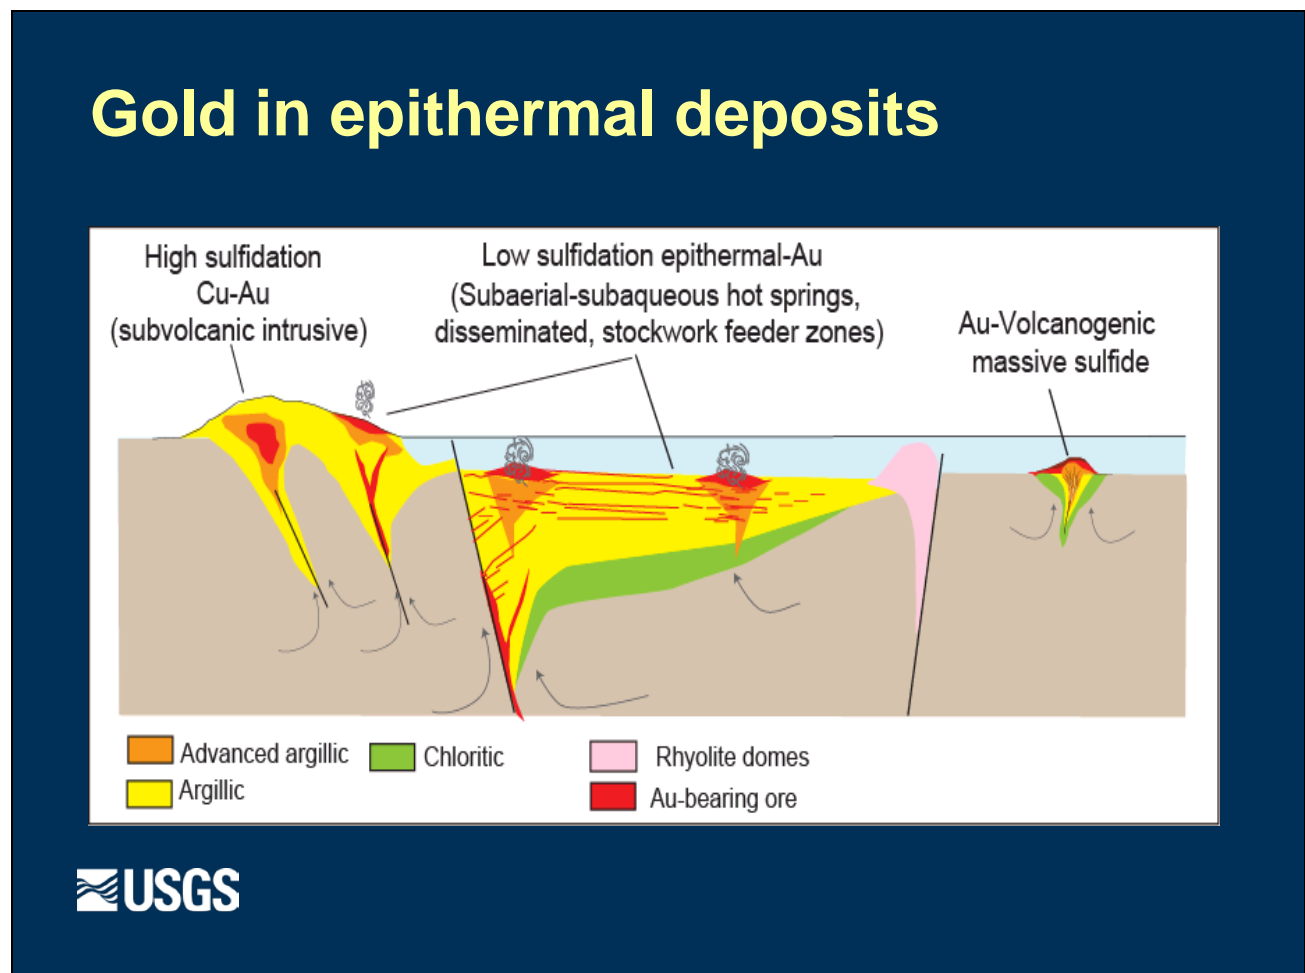 Gold in epithermal deposits
High sulfidation
Cu-Au
(subvolcanic intrusive)
Low sulfidation epithermal-Au
(Subaerial-subaqueous hot springs,
disseminated, stockwork feeder zones)
Au-Volcanogenic
massive sulfide
Advanced argillic
Argillic
Chloritic
Rhyolite domes
Au-bearing ore
USGS